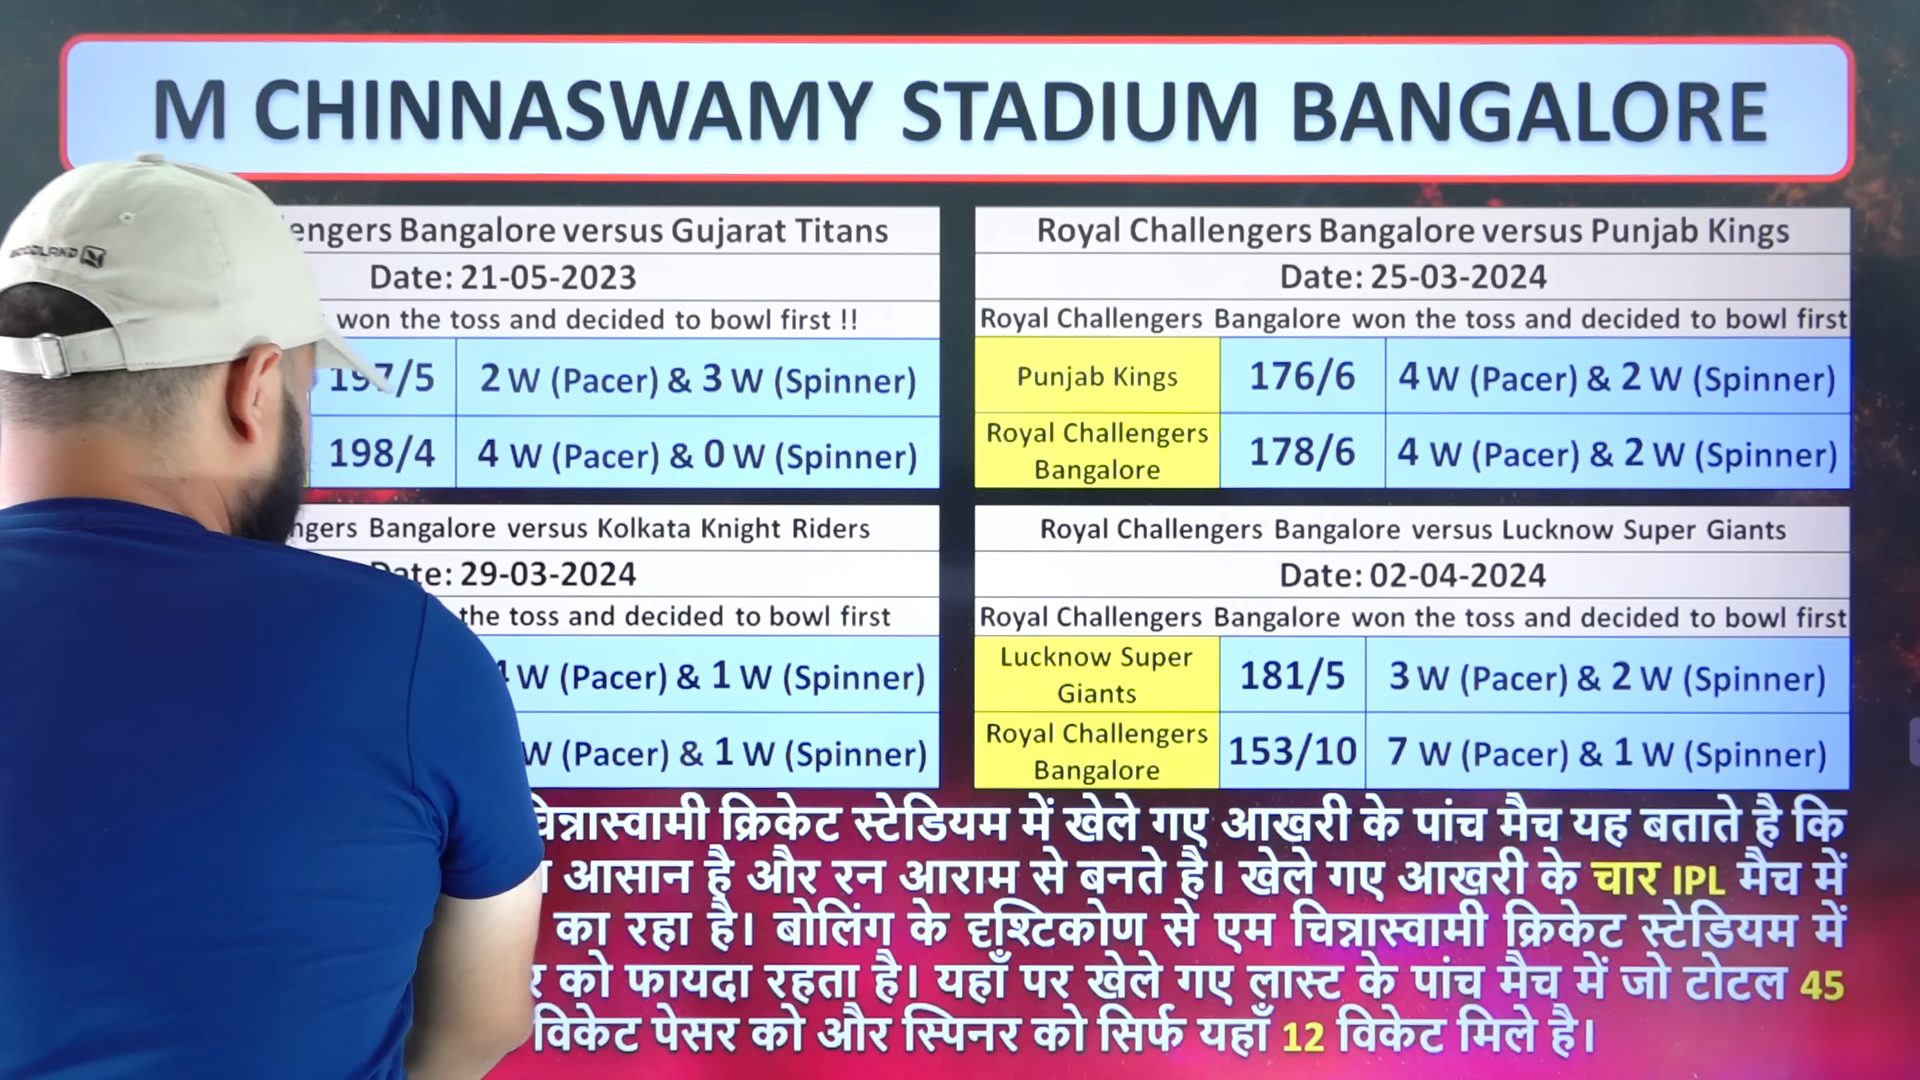 M CHINNASWAMY STADIUM BANGALORE
Bangalore versus Gujarat Titans
Date: 21-05-2023
won the toss and decided to bowl first !!
197/5 2 W (Pacer) & 3 W (Spinner)
198/4 4 W (Pacer) & 0 W (Spinner)
Royal Challengers Bangalore versus Punjab Kings
Date: 25-03-2024
Royal Challengers Bangalore won the toss and decided to bowl first
Punjab Kings 176/6 4 W (Pacer) & 2 W (Spinner)
Royal Challengers
Bangalore 178/6 4 W (Pacer) & 2 W (Spinner)
Bangalore versus Kolkata Knight Riders
Date: 29-03-2024
the toss and decided to bowl first
W (Pacer) & 1 W (Spinner)
W (Pacer) & 1 W (Spinner)
Royal Challengers Bangalore versus Lucknow Super Giants
Date: 02-04-2024
Royal Challengers Bangalore won the toss and decided to bowl first
Lucknow Super
Giants 181/5 3 W (Pacer) & 2 W (Spinner)
Royal Challengers
Bangalore 153/10 7 W (Pacer) & 1 W (Spinner)
चिन्नास्वामी क्रिकेट स्टेडियम में खेले गए आखरी के पांच मैच यह बताते है कि
आसान है और रन आराम से बनते है। खेले गए आखरी के चार IPL मैच में
का रहा है। बोलिंग के दृश्टिकोण से एम चिन्नास्वामी क्रिकेट स्टेडियम में
को फायदा रहता है। यहाँ पर खेले गए लास्ट के पांच मैच में जो टोटल 45
विकेट पेसर को और स्पिनर को सिर्फ यहाँ 12 विकेट मिले है।